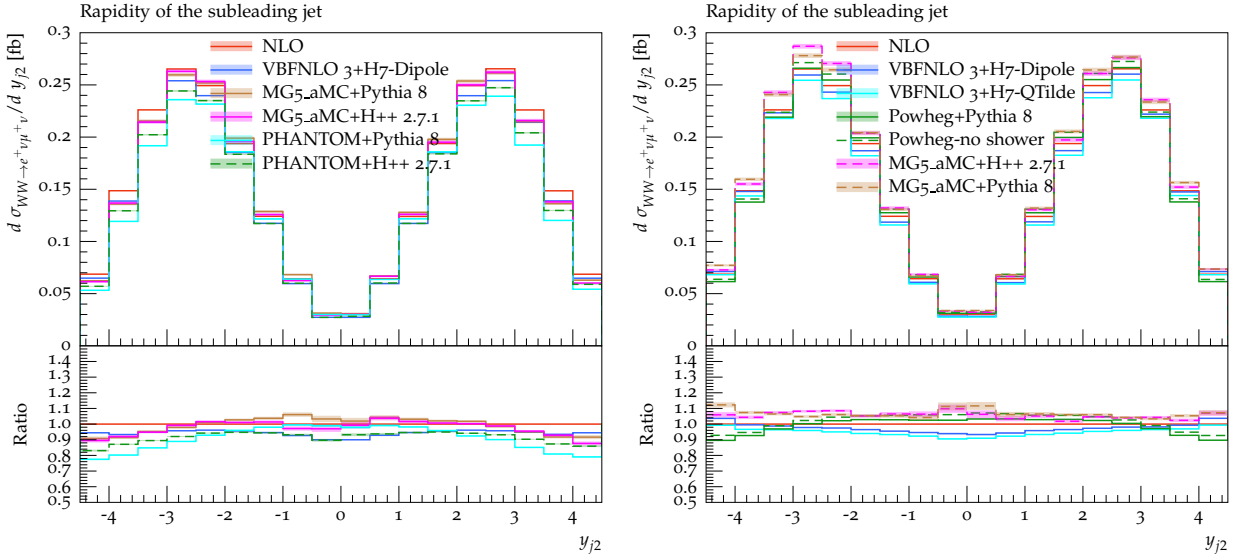 Rapidity of the subleading jet
d σ_{WW→e⁺νμ⁺ν}/d y_{j2} [fb]
NLO
VBFNLO 3+H7-Dipole
MG5_aMC+Pythia 8
MG5_aMC+H++ 2.7.1
PHANTOM+Pythia 8
PHANTOM+H++ 2.7.1
0.25
0.2
0.15
0.1
0.05
0
Ratio
1.4
1.3
1.2
1.1
1.0
0.9
0.8
0.7
0.6
0.5
-4 -3 -2 -1 0 1 2 3 4
y_{j2}
Rapidity of the subleading jet
d σ_{WW→e⁺νμ⁺ν}/d y_{j2} [fb]
NLO
VBFNLO 3+H7-Dipole
VBFNLO 3+H7-QTilde
Powheg+Pythia 8
Powheg-no shower
MG5_aMC+H++ 2.7.1
MG5_aMC+Pythia 8
0.25
0.2
0.15
0.1
0.05
0
Ratio
1.4
1.3
1.2
1.1
1.0
0.9
0.8
0.7
0.6
0.5
-4 -3 -2 -1 0 1 2 3 4
y_{j2}